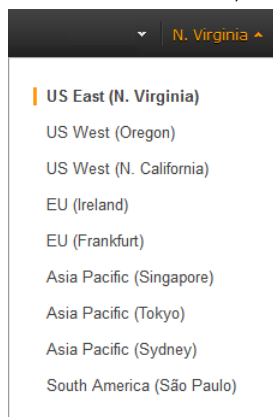 N. Virginia
US East (N. Virginia)
US West (Oregon)
US West (N. California)
EU (Ireland)
EU (Frankfurt)
Asia Pacific (Singapore)
Asia Pacific (Tokyo)
Asia Pacific (Sydney)
South America (São Paulo)